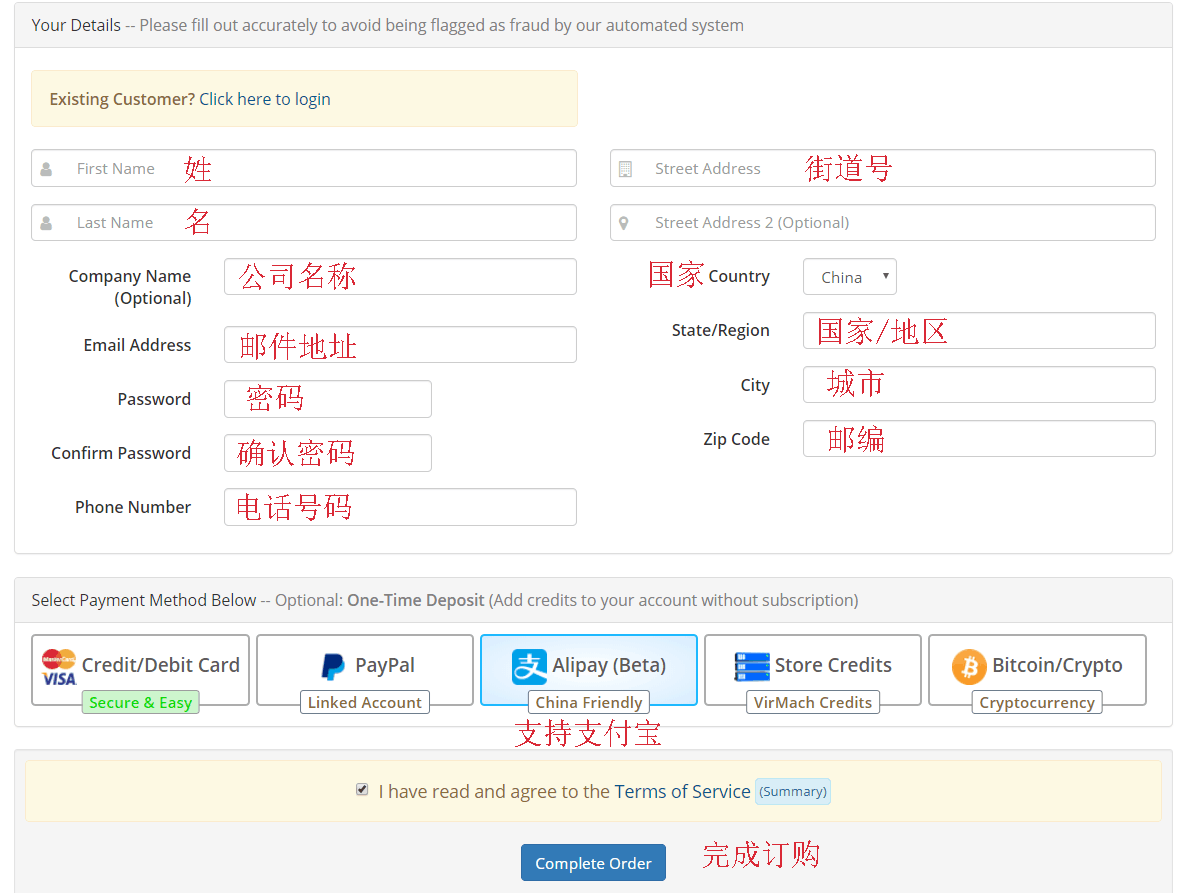 Your Details -- Please fill out accurately to avoid being flagged as fraud by our automated system
Existing Customer? Click here to login
First Name 姓
Last Name 名
Company Name (Optional) 公司名称
Email Address 邮件地址
Password 密码
Confirm Password 确认密码
Phone Number 电话号码
Street Address 街道号
Street Address 2 (Optional)
国家 Country China
State/Region 国家/地区
City 城市
Zip Code 邮编
Select Payment Method Below -- Optional: One-Time Deposit (Add credits to your account without subscription)
MasterCard VISA Credit/Debit Card
Secure & Easy
PayPal
Linked Account
支 Alipay (Beta)
China Friendly
Store Credits
VirMach Credits
Bitcoin/Crypto
Cryptocurrency
支持支付宝
I have read and agree to the Terms of Service (Summary)
Complete Order 完成订购